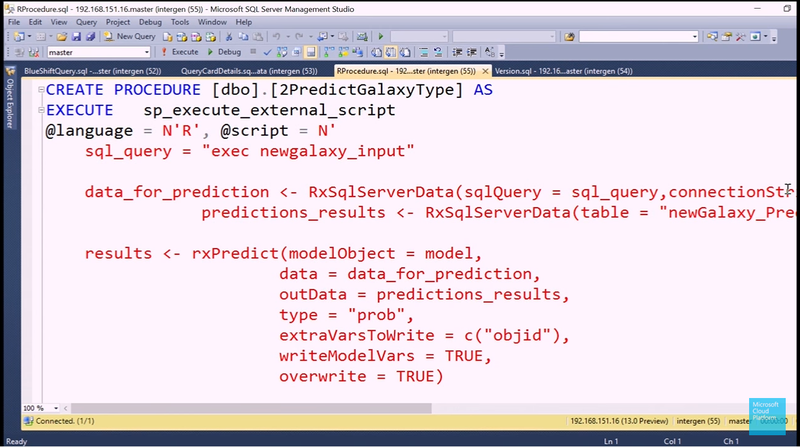 RProcedure.sql - 192.168.151.16.master (intergen (55)) - Microsoft SQL Server Management Studio
File Edit View Query Project Debug Tools Window Help
New Query
master Execute Debug
BlueShiftQuery.sql -...ster (intergen (52)) QueryCardDetails.sq...ata (intergen (53)) RProcedure.sql - 192...ster (intergen (55)) Version.sql - 192.16...aster (intergen (54))
Object Explorer
CREATE PROCEDURE [dbo].[2PredictGalaxyType] AS
EXECUTE sp_execute_external_script
@language = N'R', @script = N'
sql_query = "exec newgalaxy_input"
data_for_prediction <- RxSqlServerData(sqlQuery = sql_query,connectionStr
predictions_results <- RxSqlServerData(table = "newGalaxy_Pre
results <- rxPredict(modelObject = model,
data = data_for_prediction,
outData = predictions_results,
type = "prob",
extraVarsToWrite = c("objid"),
writeModelVars = TRUE,
overwrite = TRUE)
100 %
Connected. (1/1) 192.168.151.16 (13.0 Preview) intergen (55) master 00:00:00
Ln 1 Col 1 Ch 1
Microsoft
Cloud
Platform